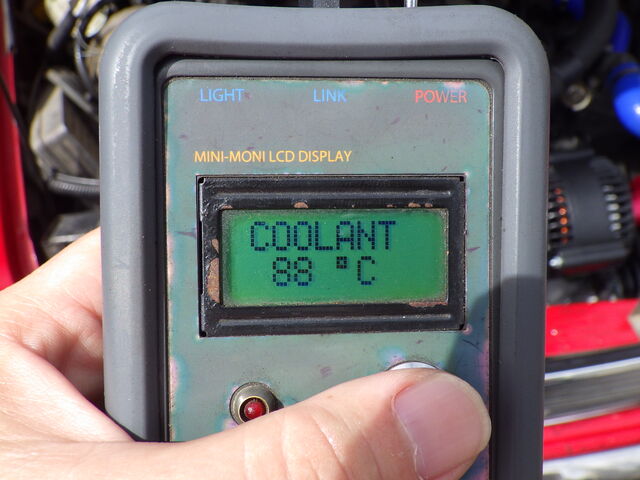 LIGHT LINK POWER
MINI-MONI LCD DISPLAY
COOLANT
88 °C